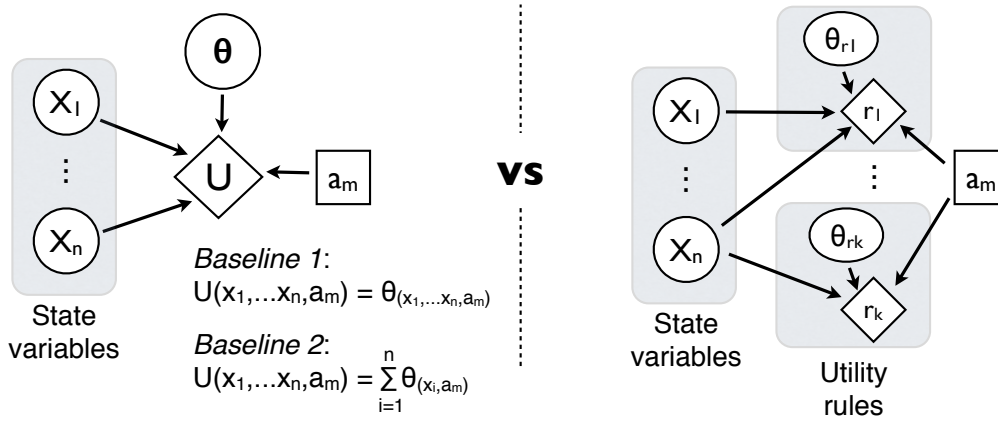 X₁
⋮
Xₙ
State
variables
θ
U
aₘ
Baseline 1:
U(x₁,...xₙ,aₘ) = θ₍ₓ₁,...ₓₙ,ₐₘ₎
Baseline 2:
U(x₁,...xₙ,aₘ) = ∑ᵢ₌₁ⁿ θ₍ₓᵢ,ₐₘ₎
vs
X₁
⋮
Xₙ
State
variables
θr1
r₁
⋮
aₘ
θrk
rₖ
Utility
rules